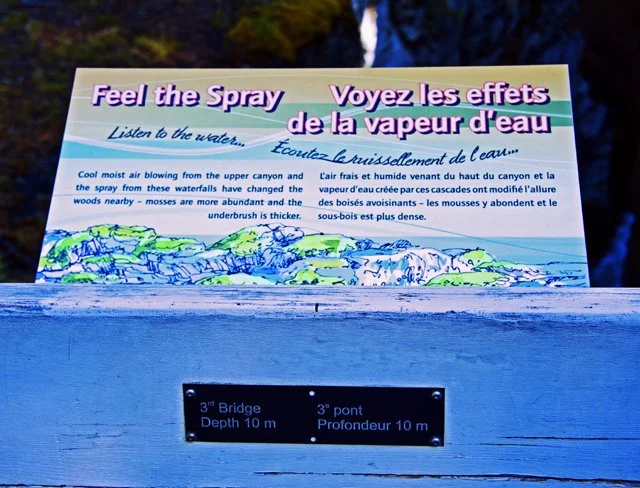 Feel the Spray
Listen to the water...
Cool moist air blowing from the upper canyon and
the spray from these waterfalls have changed the
woods nearby – mosses are more abundant and the
underbrush is thicker.
Voyez les effets
de la vapeur d'eau
Écoutez le ruissellement de l'eau...
L'air frais et humide venant du haut du canyon et la
vapeur d'eau créée par ces cascades ont modifié l'allure
des boisés avoisinants – les mousses y abondent et le
sous-bois est plus dense.
3rd Bridge
Depth 10 m
3e pont
Profondeur 10 m